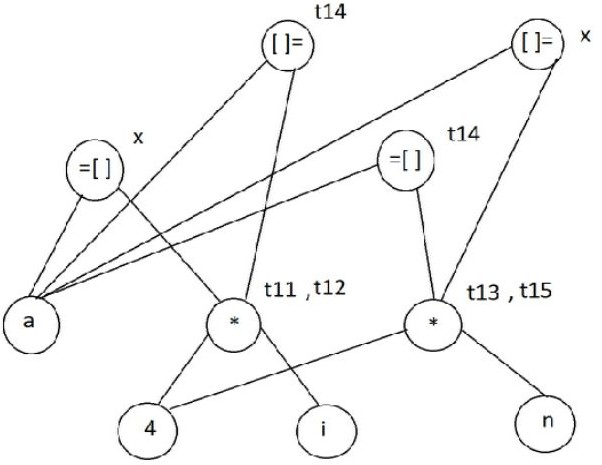 t14
[ ]=
[ ]=
x
x
t14
=[ ]
=[ ]
t11 , t12
t13 , t15
a
*
*
4
i
n